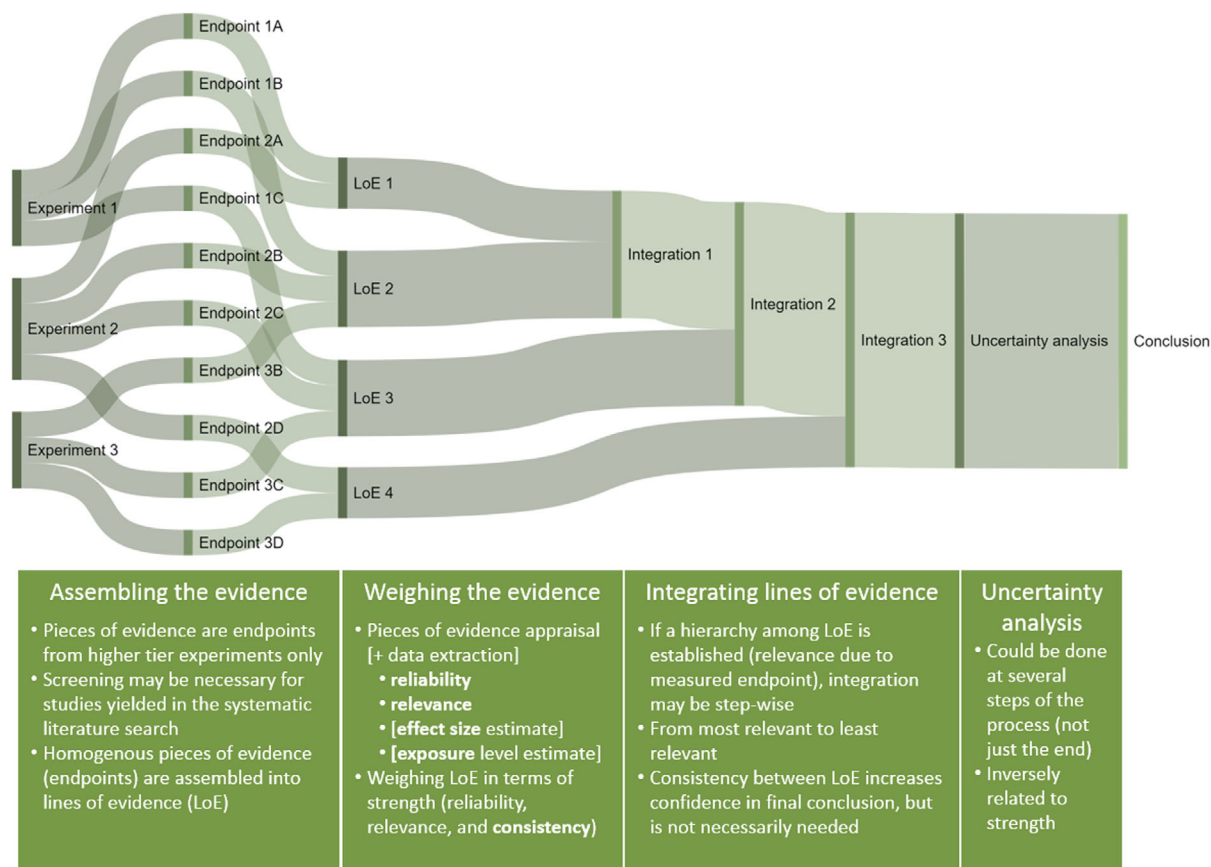 Endpoint 1A
Endpoint 1B
Endpoint 2A
Endpoint 1C
Endpoint 2B
Endpoint 2C
Endpoint 3B
Endpoint 2D
Endpoint 3C
Endpoint 3D
Experiment 1
Experiment 2
Experiment 3
LoE 1
LoE 2
LoE 3
LoE 4
Integration 1
Integration 2
Integration 3
Uncertainty analysis
Conclusion
Assembling the evidence
• Pieces of evidence are endpoints
from higher tier experiments only
• Screening may be necessary for
studies yielded in the systematic
literature search
• Homogenous pieces of evidence
(endpoints) are assembled into
lines of evidence (LoE)
Weighing the evidence
• Pieces of evidence appraisal
[+ data extraction]
• reliability
• relevance
• [effect size estimate]
• [exposure level estimate]
• Weighing LoE in terms of
strength (reliability,
relevance, and consistency)
Integrating lines of evidence
• If a hierarchy among LoE is
established (relevance due to
measured endpoint), integration
may be step-wise
• From most relevant to least
relevant
• Consistency between LoE increases
confidence in final conclusion, but
is not necessarily needed
Uncertainty
analysis
• Could be done
at several
steps of the
process (not
just the end)
• Inversely
related to
strength